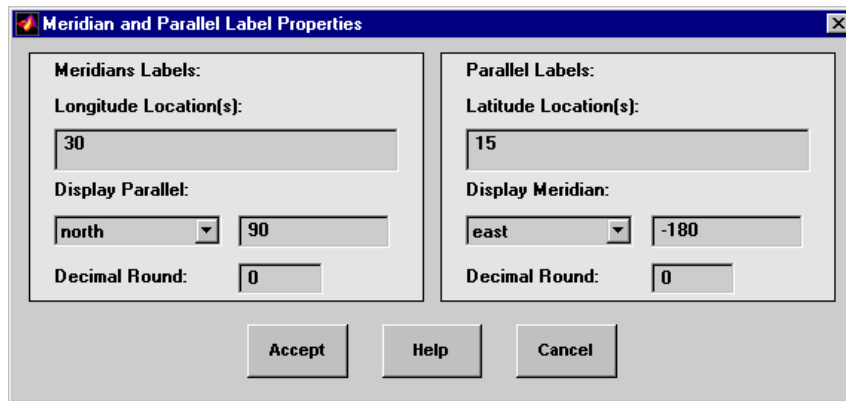 Meridian and Parallel Label Properties
Meridians Labels:
Longitude Location(s):
30
Display Parallel:
north
90
Decimal Round:
0
Parallel Labels:
Latitude Location(s):
15
Display Meridian:
east
-180
Decimal Round:
0
Accept
Help
Cancel